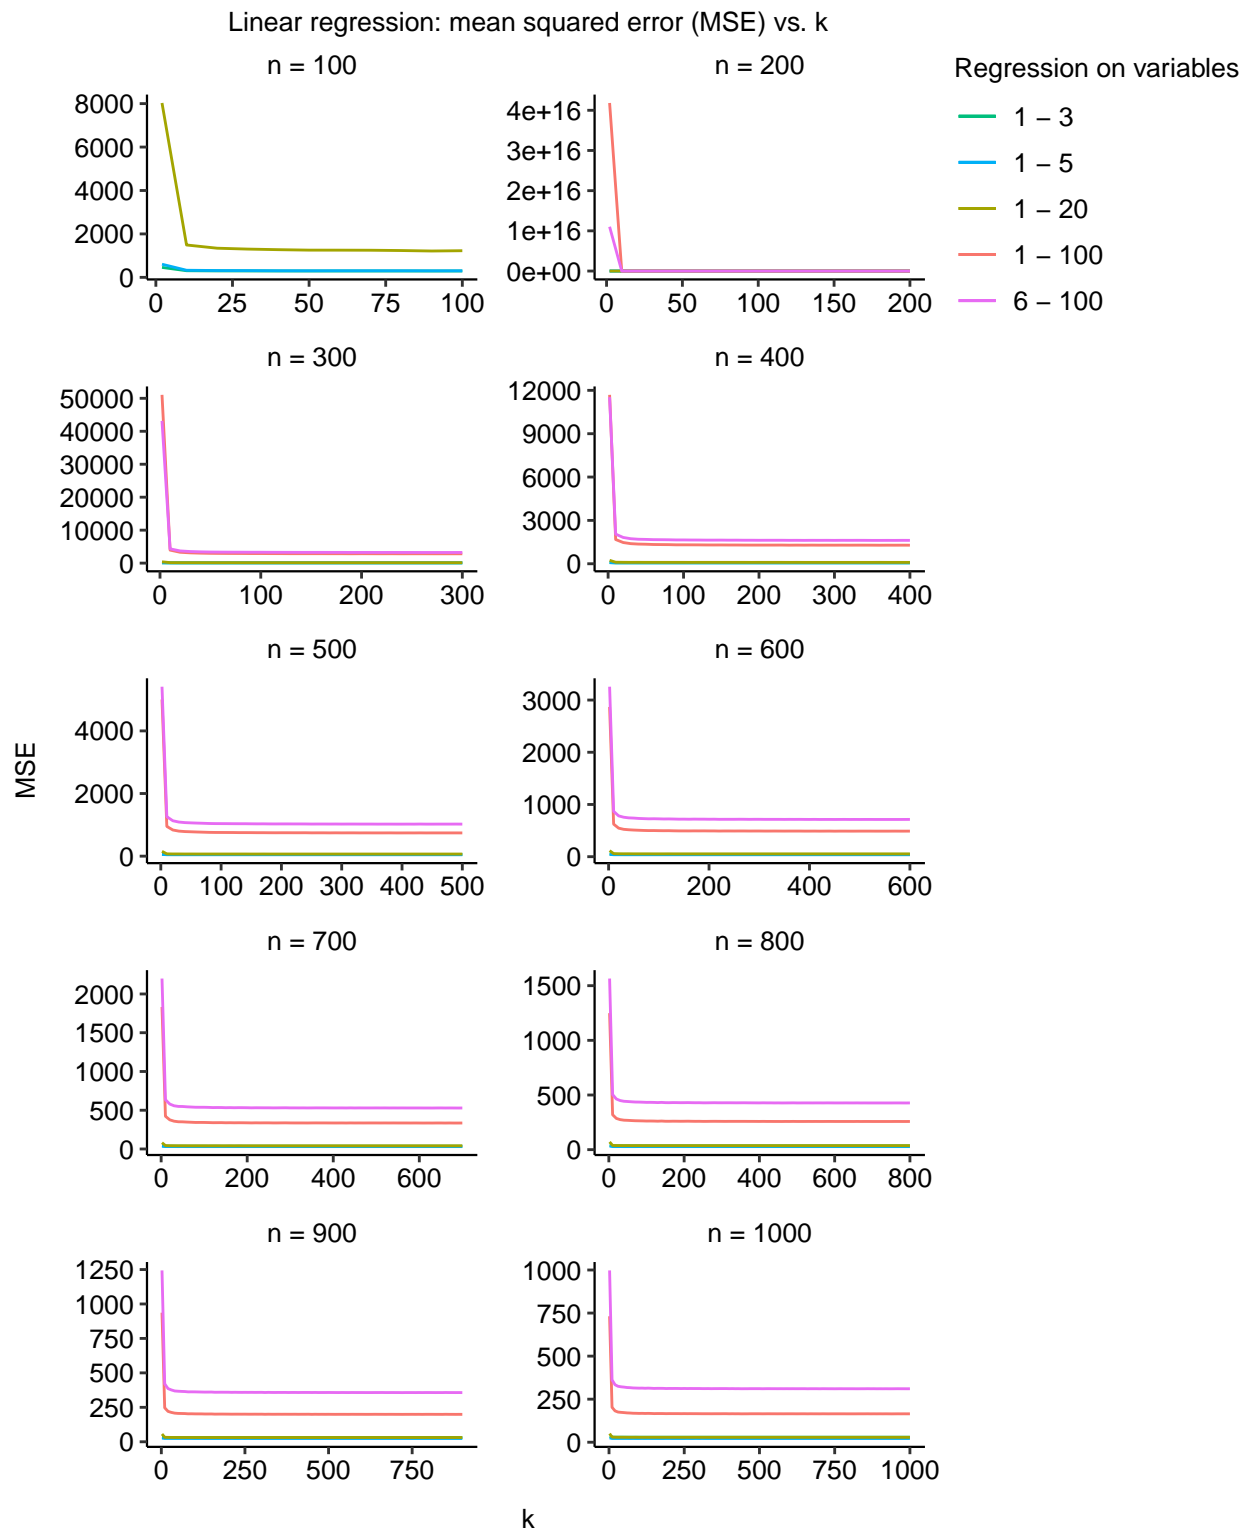 Linear regression: mean squared error (MSE) vs. k
n = 100
n = 200
Regression on variables
1 – 3
1 – 5
1 – 20
1 – 100
6 – 100
8000
6000
4000
2000
0
0 25 50 75 100
4e+16
3e+16
2e+16
1e+16
0e+00
0 50 100 150 200
n = 300
n = 400
50000
40000
30000
20000
10000
0
0 100 200 300
12000
9000
6000
3000
0
0 100 200 300 400
n = 500
n = 600
4000
2000
0
0 100 200 300 400 500
3000
2000
1000
0
0 200 400 600
MSE
n = 700
n = 800
2000
1500
1000
500
0
0 200 400 600
1500
1000
500
0
0 200 400 600 800
n = 900
n = 1000
1250
1000
750
500
250
0
0 250 500 750
1000
750
500
250
0
0 250 500 750 1000
k